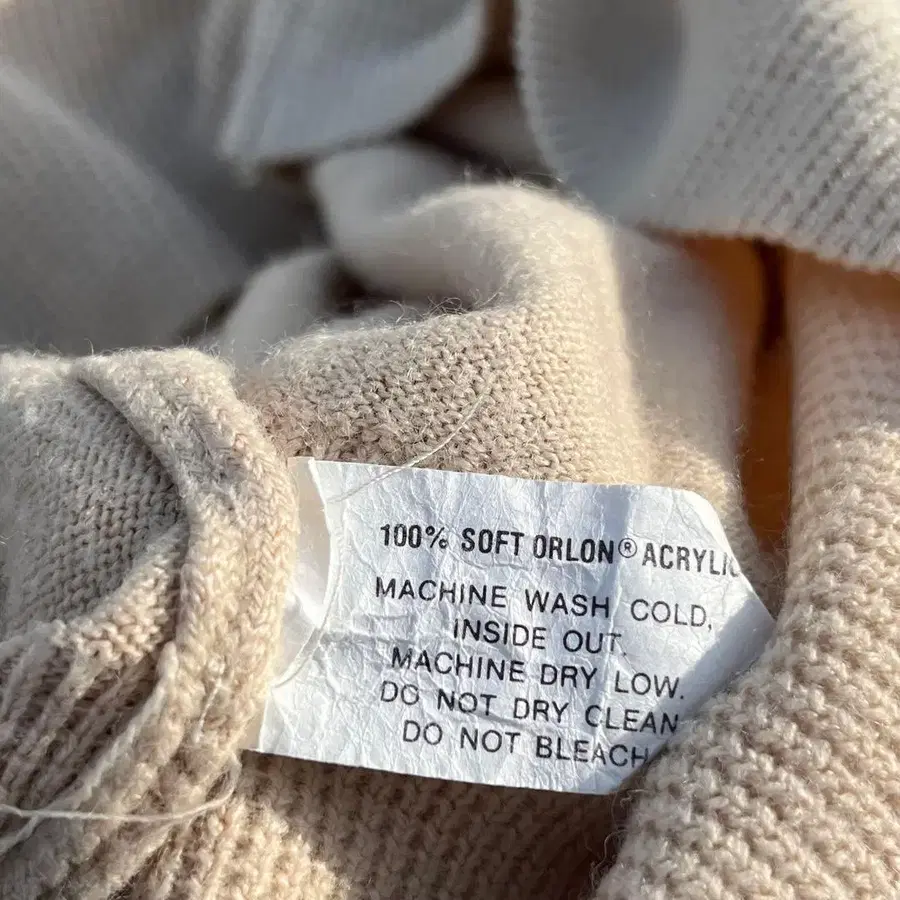 100% SOFT ORLON® ACRYLIC
MACHINE WASH COLD,
INSIDE OUT.
MACHINE DRY LOW.
DO NOT DRY CLEAN
DO NOT BLEACH